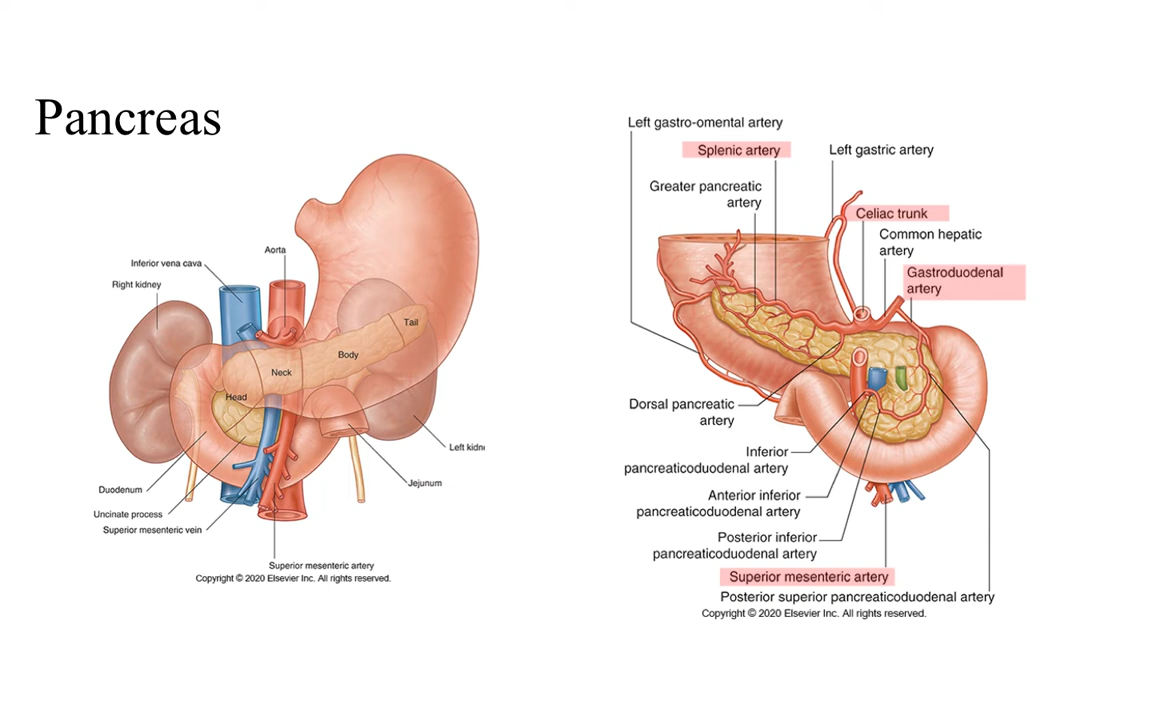 Pancreas
Aorta
Inferior vena cava
Right kidney
Tail
Body
Neck
Head
Left kidn
Duodenum
Jejunum
Uncinate process
Superior mesenteric vein
Superior mesenteric artery
Copyright © 2020 Elsevier Inc. All rights reserved.
Left gastro-omental artery
Splenic artery
Left gastric artery
Greater pancreatic
artery
Celiac trunk
Common hepatic
artery
Gastroduodenal
artery
Dorsal pancreatic
artery
Inferior
pancreaticoduodenal artery
Anterior inferior
pancreaticoduodenal artery
Posterior inferior
pancreaticoduodenal artery
Superior mesenteric artery
Posterior superior pancreaticoduodenal artery
Copyright © 2020 Elsevier Inc. All rights reserved.